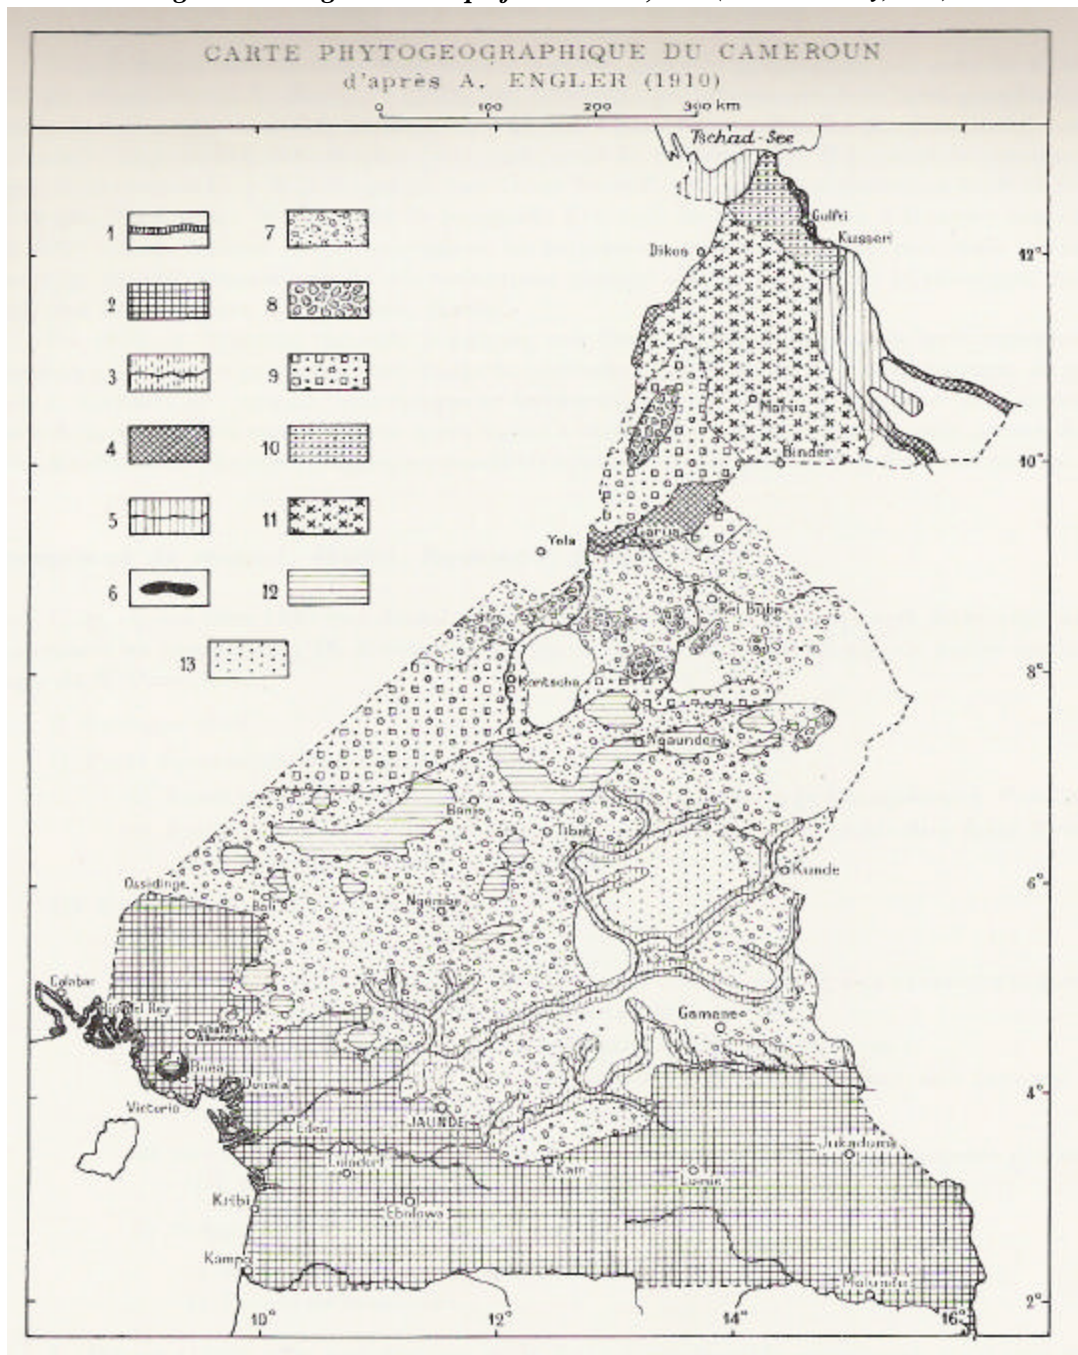 CARTE PHYTOGEOGRAPHIQUE DU CAMEROUN
d'après A. ENGLER (1910)
0 100 200 300 km
Tschad-See
1
7
Gulfei
Kusseri
Dikoa
12°
2
8
3
9
Marua
4
10
Binder
10°
5
11
Garua
Yola
6
12
Rei Buba
13
8°
Kontscha
Ngaundere
Banjo
Tibati
Kunde
6°
Ossidinge
Bali
Ngambe
Calabar
Rio del Rey
Gamane
Buea
Duala
4°
Victoria
JAUNDE
Edea
Jukaduma
Lolodorf
Kam
Lomie
Kribi
Ebolowa
Kampo
Molundu
2°
10°
12°
14°
16°